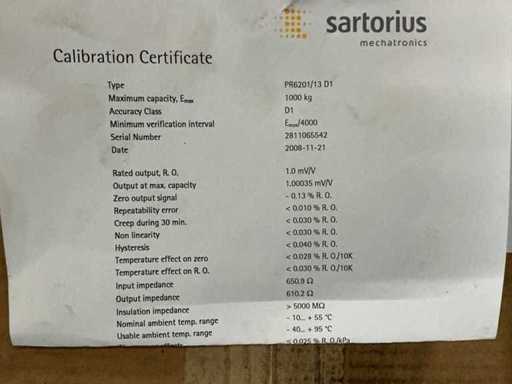 sartorius
mechatronics
Calibration Certificate
Type PR6201/13 D1
Maximum capacity, Emax 1000 kg
Accuracy Class D1
Minimum verification interval Emax/4000
Serial Number 2811065542
Date 2008-11-21
Rated output, R. O. 1.0 mV/V
Output at max. capacity 1.00035 mV/V
Zero output signal - 0.13 % R. O.
Repeatability error < 0.010 % R. O.
Creep during 30 min. < 0.030 % R. O.
Non linearity < 0.030 % R. O.
Hysteresis < 0.040 % R. O.
Temperature effect on zero < 0.028 % R. O./10K
Temperature effect on R. O. < 0.030 % R. O./10K
Input impedance 650.9 Ω
Output impedance 610.2 Ω
Insulation impedance > 5000 MΩ
Nominal ambient temp. range - 10... + 55 °C
Usable ambient temp. range - 40... + 95 °C
< 0.025 % R. O./kPa